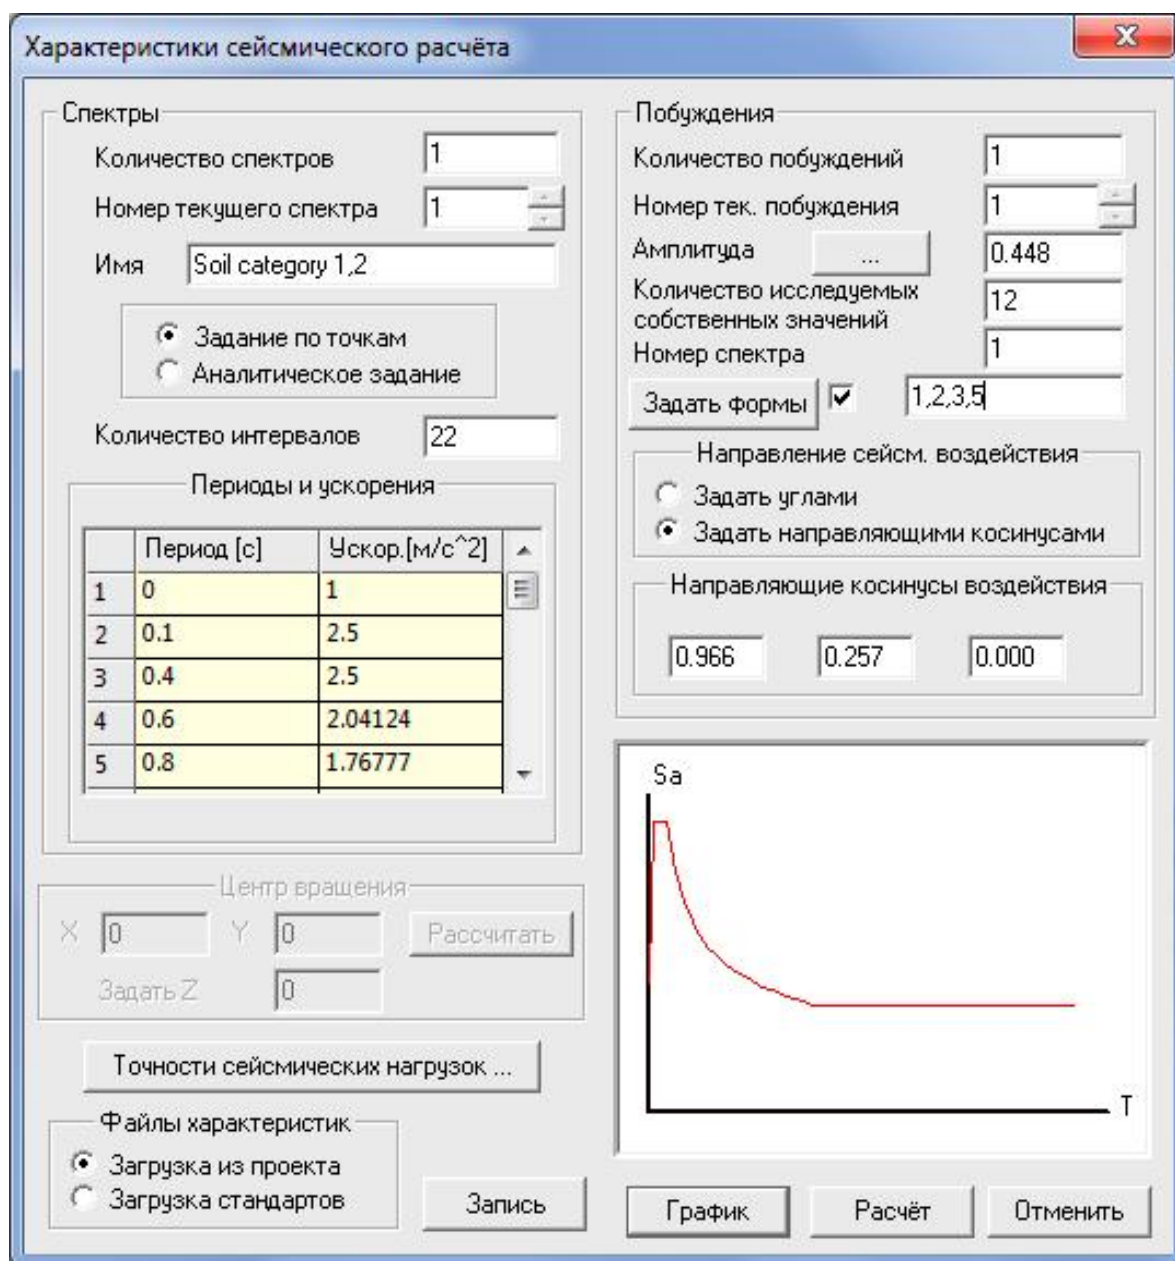 Характеристики сейсмического расчёта
Спектры
Количество спектров 1
Номер текущего спектра 1
Имя Soil category 1,2
Задание по точкам
Аналитическое задание
Количество интервалов 22
Периоды и ускорения
Период [с] Ускор.[м/с^2]
1 0 1
2 0.1 2.5
3 0.4 2.5
4 0.6 2.04124
5 0.8 1.76777
Центр вращения
X 0 Y 0 Рассчитать
Задать Z 0
Точности сейсмических нагрузок ...
Файлы характеристик
Загрузка из проекта
Загрузка стандартов
Запись
Побуждения
Количество побуждений 1
Номер тек. побуждения 1
Амплитуда ... 0.448
Количество исследуемых
собственных значений 12
Номер спектра 1
Задать формы 1,2,3,5
Направление сейсм. воздействия
Задать углами
Задать направляющими косинусами
Направляющие косинусы воздействия
0.966 0.257 0.000
Sa
T
График Расчёт Отменить